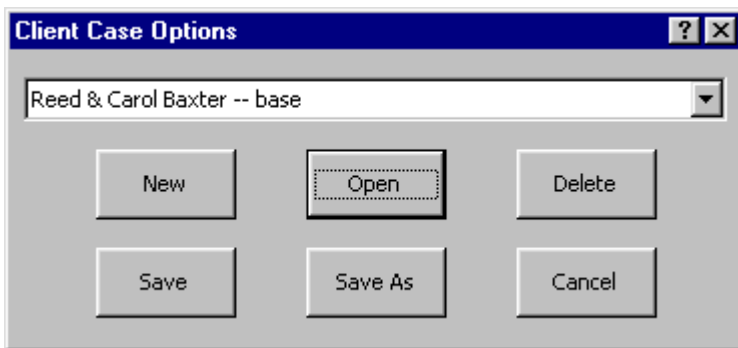 Client Case Options
Reed & Carol Baxter -- base
New Open Delete
Save Save As Cancel